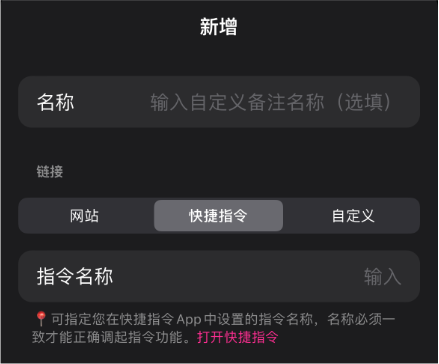 新增
名称 输入自定义备注名称（选填）
链接
网站 快捷指令 自定义
指令名称 输入
📍可指定您在快捷指令App中设置的指令名称，名称必须一
致才能正确调起指令功能。打开快捷指令